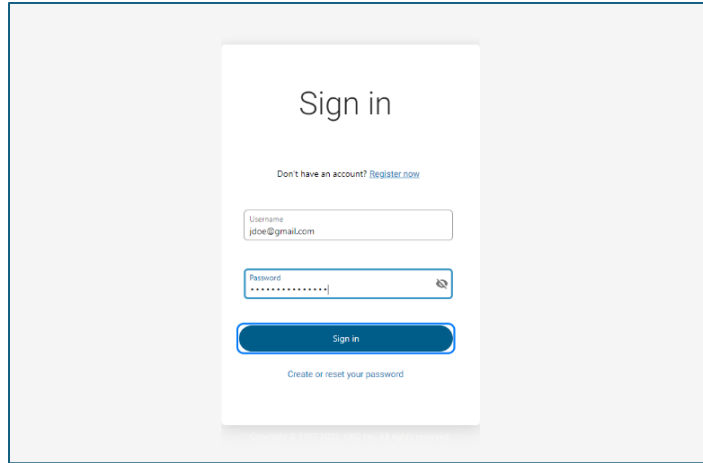 Sign in
Don't have an account? Register now
Username
jdoe@gmail.com
Password
•••••••••••••••
Sign in
Create or reset your password